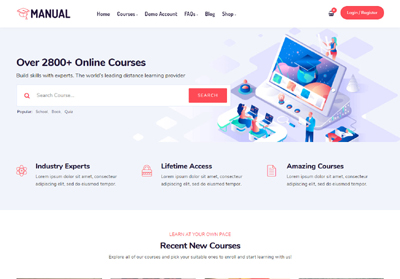 MANUAL
Home Courses Demo Account FAQs Blog Shop
Login / Register
Over 2800+ Online Courses
Build skills with experts. The world's leading distance learning provider
Search Course...
SEARCH
Popular: School Book Quiz
Industry Experts
Lorem ipsum dolor sit amet, consectetur
adipiscing elit, sed do eiusmod tempor.
Lifetime Access
Lorem ipsum dolor sit amet, consectetur
adipiscing elit, sed do eiusmod tempor.
Amazing Courses
Lorem ipsum dolor sit amet, consectetur
adipiscing elit, sed do eiusmod tempor.
LEARN AT YOUR OWN PACE
Recent New Courses
Explore all of our courses and pick your suitable ones to enroll and start learning with us!